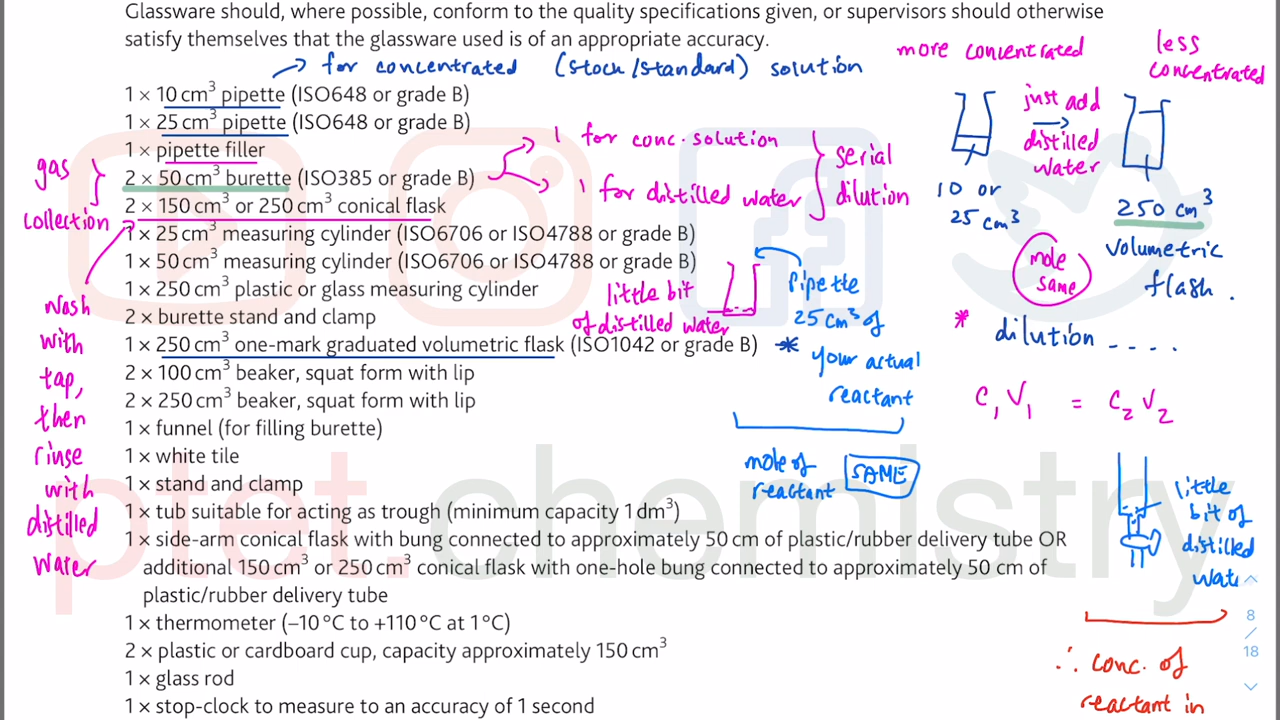 Glassware should, where possible, conform to the quality specifications given, or supervisors should otherwise
satisfy themselves that the glassware used is of an appropriate accuracy.
for concentrated (stock/standard) solution
1 × 10 cm³ pipette (ISO648 or grade B)
1 × 25 cm³ pipette (ISO648 or grade B)
1 × pipette filler
2 × 50 cm³ burette (ISO385 or grade B)
2 × 150 cm³ or 250 cm³ conical flask
1 × 25 cm³ measuring cylinder (ISO6706 or ISO4788 or grade B)
1 × 50 cm³ measuring cylinder (ISO6706 or ISO4788 or grade B)
1 × 250 cm³ plastic or glass measuring cylinder
2 × burette stand and clamp
1 × 250 cm³ one-mark graduated volumetric flask (ISO1042 or grade B) *
2 × 100 cm³ beaker, squat form with lip
2 × 250 cm³ beaker, squat form with lip
1 × funnel (for filling burette)
1 × white tile
1 × stand and clamp
1 × tub suitable for acting as trough (minimum capacity 1 dm³)
1 × side-arm conical flask with bung connected to approximately 50 cm of plastic/rubber delivery tube OR
additional 150 cm³ or 250 cm³ conical flask with one-hole bung connected to approximately 50 cm of
plastic/rubber delivery tube
1 × thermometer (–10 °C to +110 °C at 1 °C)
2 × plastic or cardboard cup, capacity approximately 150 cm³
1 × glass rod
1 × stop-clock to measure to an accuracy of 1 second
gas
collection
wash
with
tap,
then
rinse
with
distilled
water
1 for conc. solution
1 for distilled water
serial
dilution
little bit
of distilled water
pipette
25 cm³ of
your actual
reactant
mole of
reactant
SAME
more concentrated
less
concentrated
just add
distilled
water
10 or
25 cm³
250 cm³
volumetric
flash.
mole
same
* dilution ....
C₁V₁ = C₂V₂
little
bit of
distilled
wat
∴ conc. of
reactant in
8
/
18
ptct.chemistry